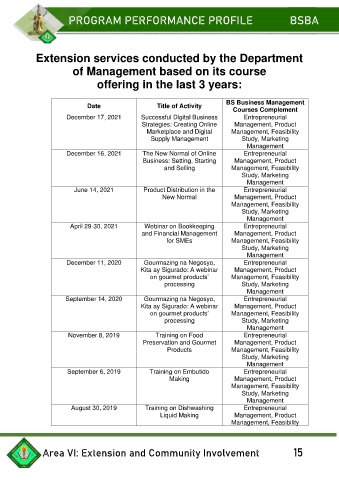 PROGRAM PERFORMANCE PROFILE BSBA
Extension services conducted by the Department
of Management based on its course
offering in the last 3 years:
Date Title of Activity BS Business Management
Courses Complement
December 17, 2021 Successful Digital Business Entrepreneurial
Strategies: Creating Online Management, Product
Marketplace and Digital Management, Feasibility
Supply Management Study, Marketing
Management
December 16, 2021 The New Normal of Online Entrepreneurial
Business: Setting, Starting Management, Product
and Selling Management, Feasibility
Study, Marketing
Management
June 14, 2021 Product Distribution in the Entrepreneurial
New Normal Management, Product
Management, Feasibility
Study, Marketing
Management
April 29-30, 2021 Webinar on Bookkeeping Entrepreneurial
and Financial Management Management, Product
for SMEs Management, Feasibility
Study, Marketing
Management
December 11, 2020 Gourmazing na Negosyo, Entrepreneurial
Kita ay Sigurado: A webinar Management, Product
on gourmet products' Management, Feasibility
processing Study, Marketing
Management
September 14, 2020 Gourmazing na Negosyo, Entrepreneurial
Kita ay Sigurado: A webinar Management, Product
on gourmet products' Management, Feasibility
processing Study, Marketing
Management
November 8, 2019 Training on Food Entrepreneurial
Preservation and Gourmet Management, Product
Products Management, Feasibility
Study, Marketing
Management
September 6, 2019 Training on Embutido Entrepreneurial
Making Management, Product
Management, Feasibility
Study, Marketing
Management
August 30, 2019 Training on Dishwashing Entrepreneurial
Liquid Making Management, Product
Management, Feasibility
Area VI: Extension and Community Involvement 15